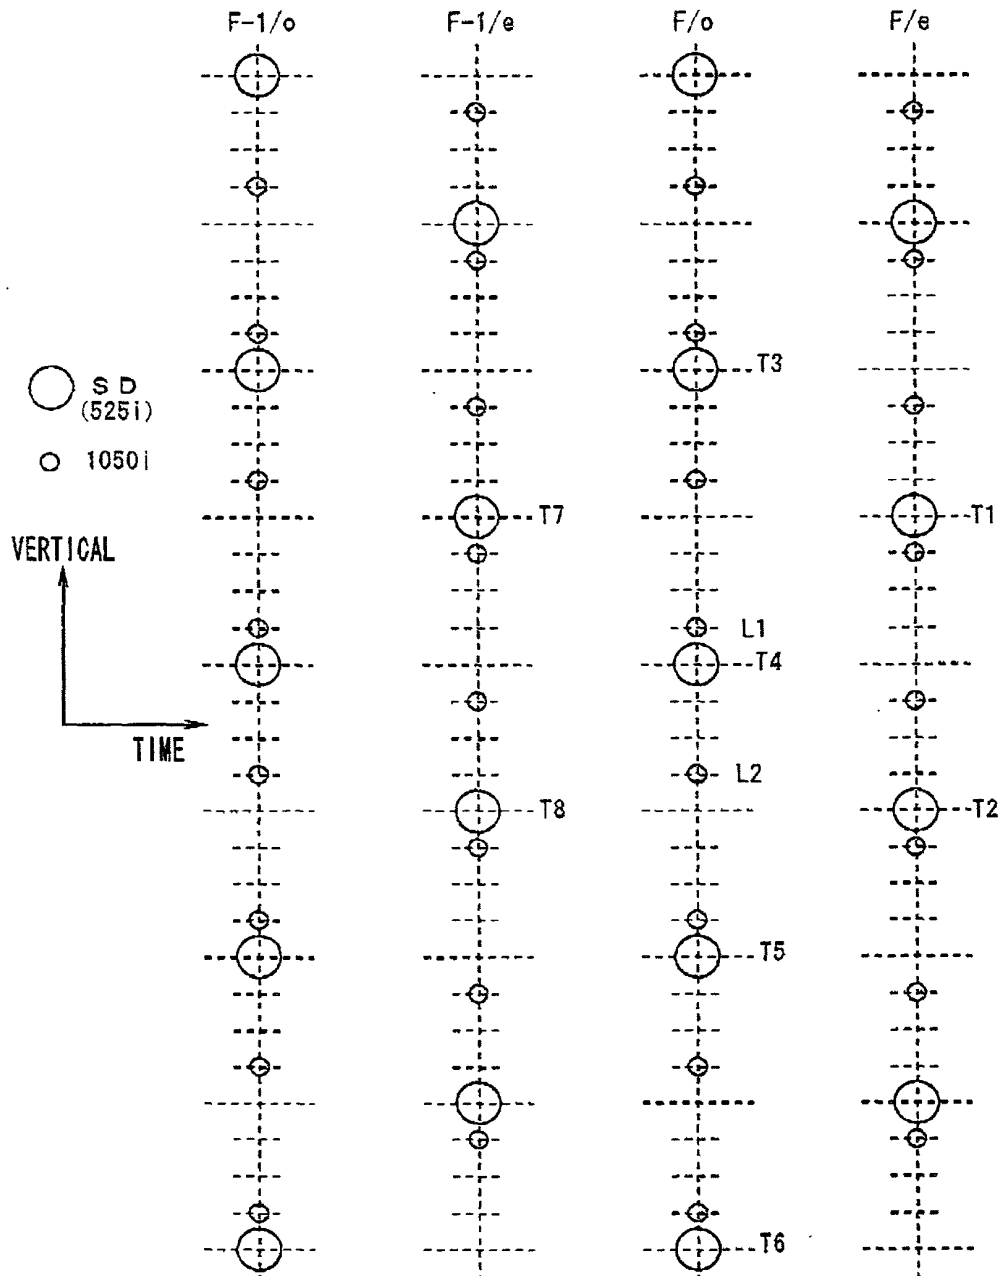 F-1/o F-1/e F/o F/e
T3
SD
(525i)
1050i
T7 T1
VERTICAL
L1
T4
TIME
L2
T8 T2
T5
T6